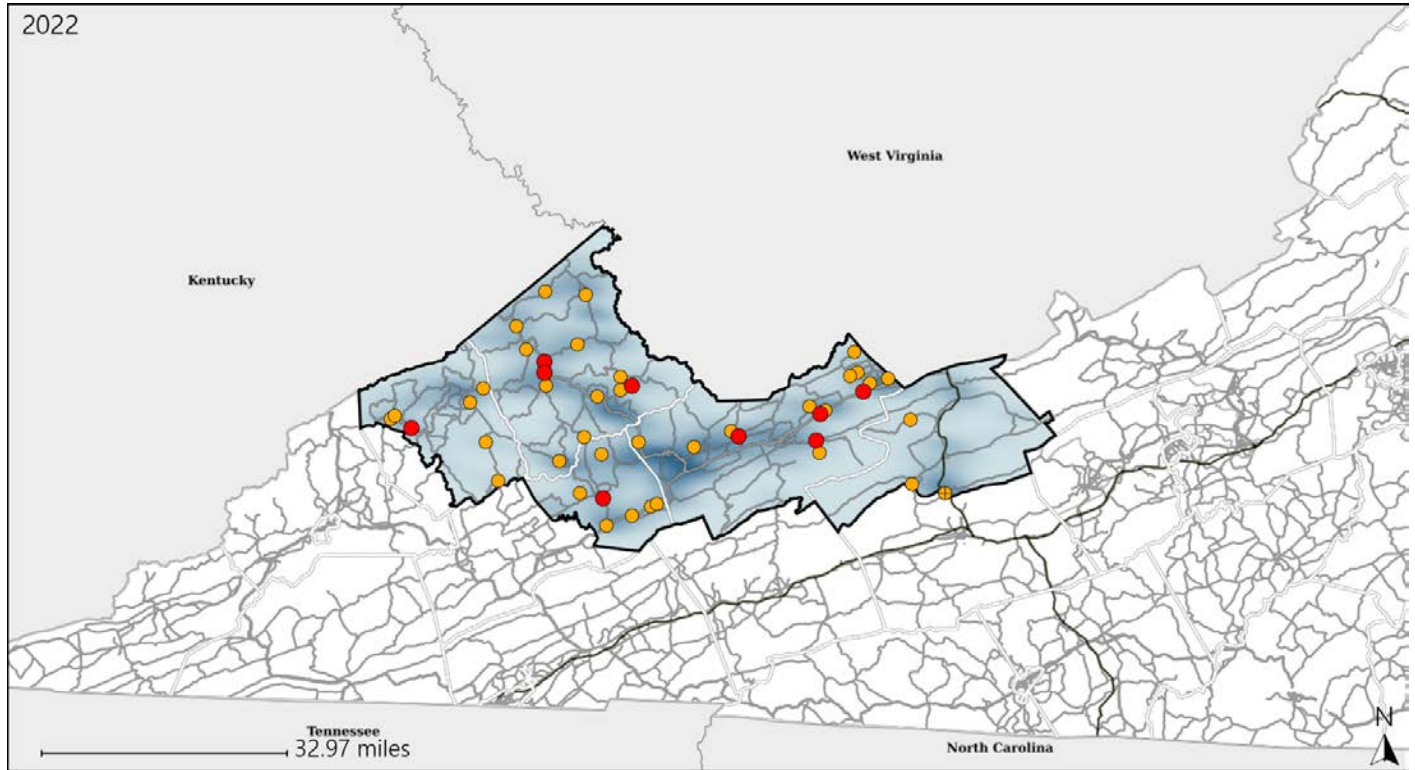 2022
West Virginia
Kentucky
N
Tennessee
32.97 miles
North Carolina